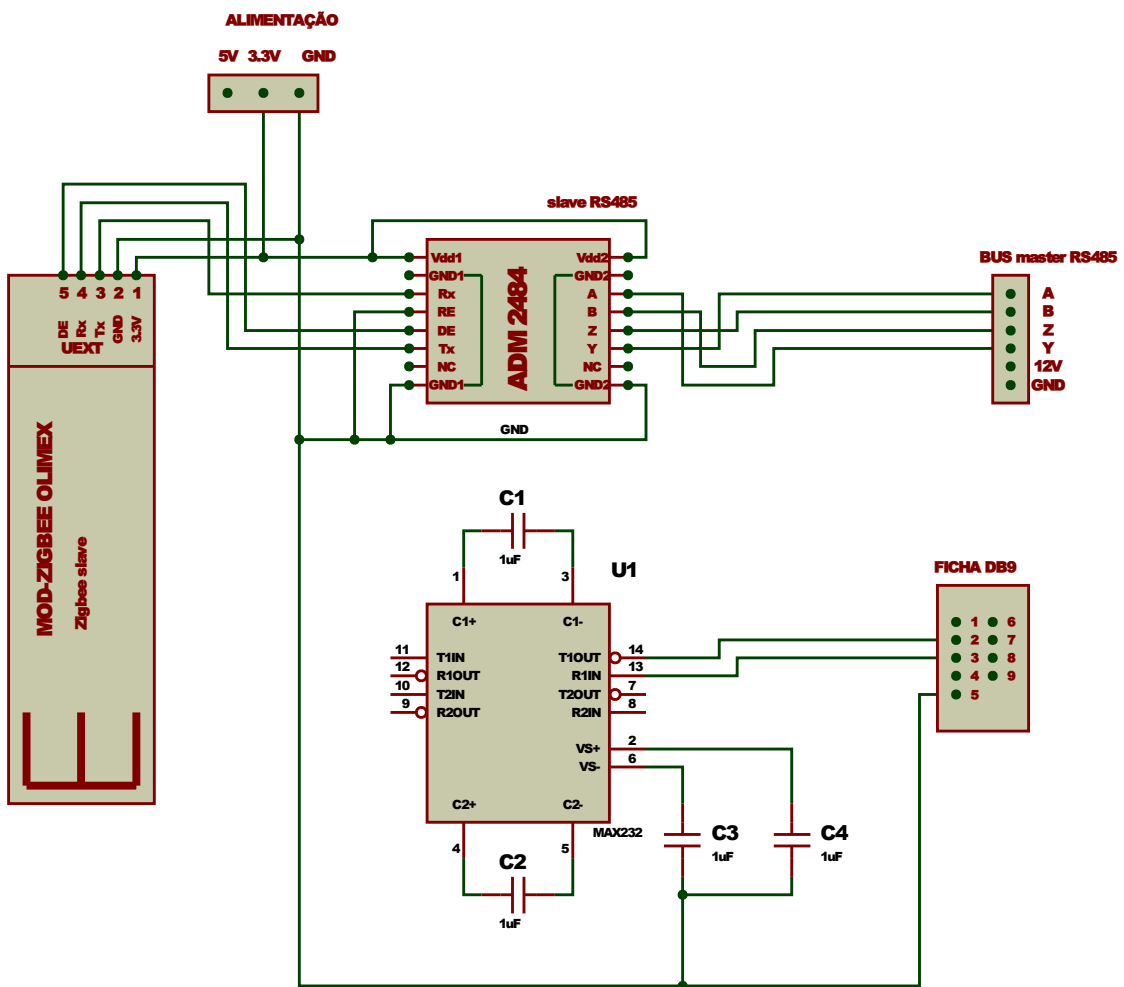 ALIMENTAÇÃO
5V 3.3V GND
slave RS485
BUS master RS485
Vdd1
GND1
Rx
RE
DE
Tx
NC
GND1
ADM 2484
Vdd2
GND2
A
B
Z
Y
NC
GND2
A
B
Z
Y
12V
GND
5 4 3 2 1
DE
Rx
Tx
GND
3.3V
UEXT
MOD-ZIGBEE OLIMEX
Zigbee slave
GND
C1
1uF
U1
1
3
C1+
C1-
11
T1IN
12
R1OUT
10
T2IN
9
R2OUT
T1OUT
14
R1IN
13
T2OUT
7
R2IN
8
VS+
2
VS-
6
C2+
C2-
MAX232
4
5
C2
1uF
C3
1uF
C4
1uF
FICHA DB9
1 6
2 7
3 8
4 9
5